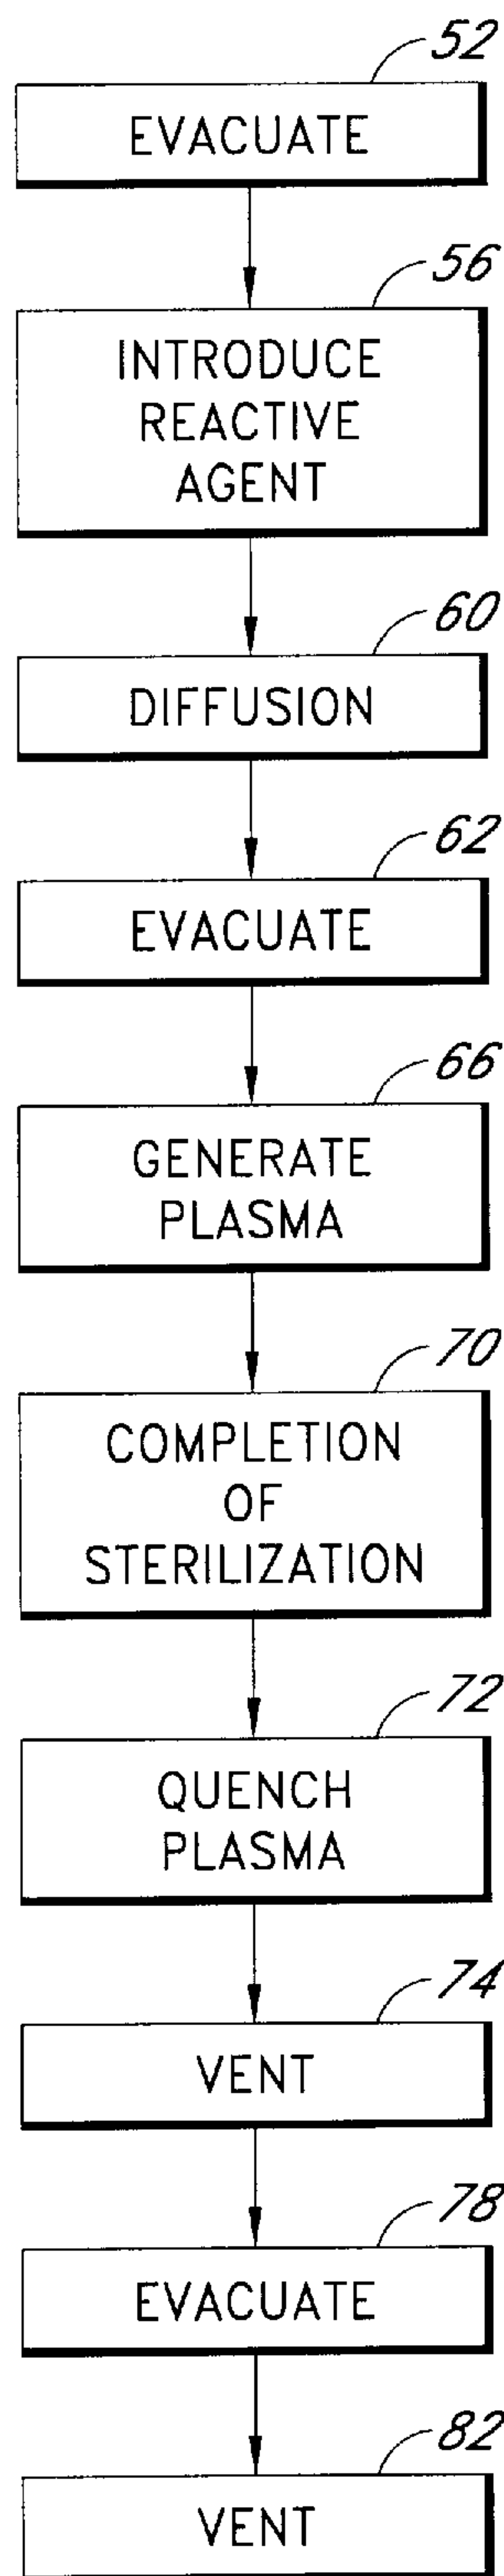 52
EVACUATE
56
INTRODUCE
REACTIVE
AGENT
60
DIFFUSION
62
EVACUATE
66
GENERATE
PLASMA
70
COMPLETION
OF
STERILIZATION
72
QUENCH
PLASMA
74
VENT
78
EVACUATE
82
VENT